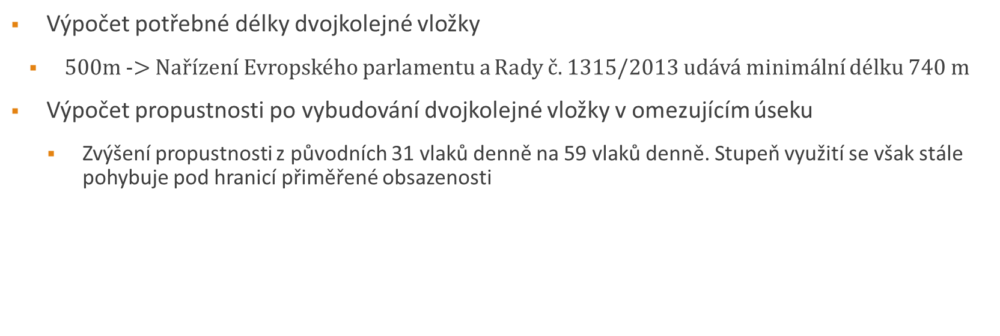 ▪ Výpočet potřebné délky dvojkolejné vložky
▪ 500m -> Nařízení Evropského parlamentu a Rady č. 1315/2013 udává minimální délku 740 m
▪ Výpočet propustnosti po vybudování dvojkolejné vložky v omezujícím úseku
▪ Zvýšení propustnosti z původních 31 vlaků denně na 59 vlaků denně. Stupeň využití se však stále
pohybuje pod hranicí přiměřené obsazenosti